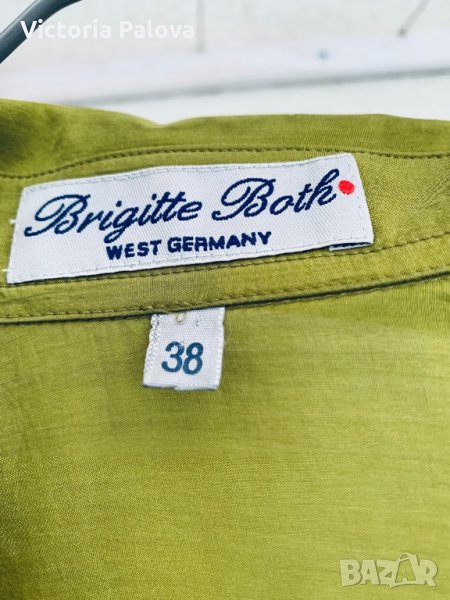 Victoria Palova
Brigitte Both
WEST GERMANY
38
BAZAR